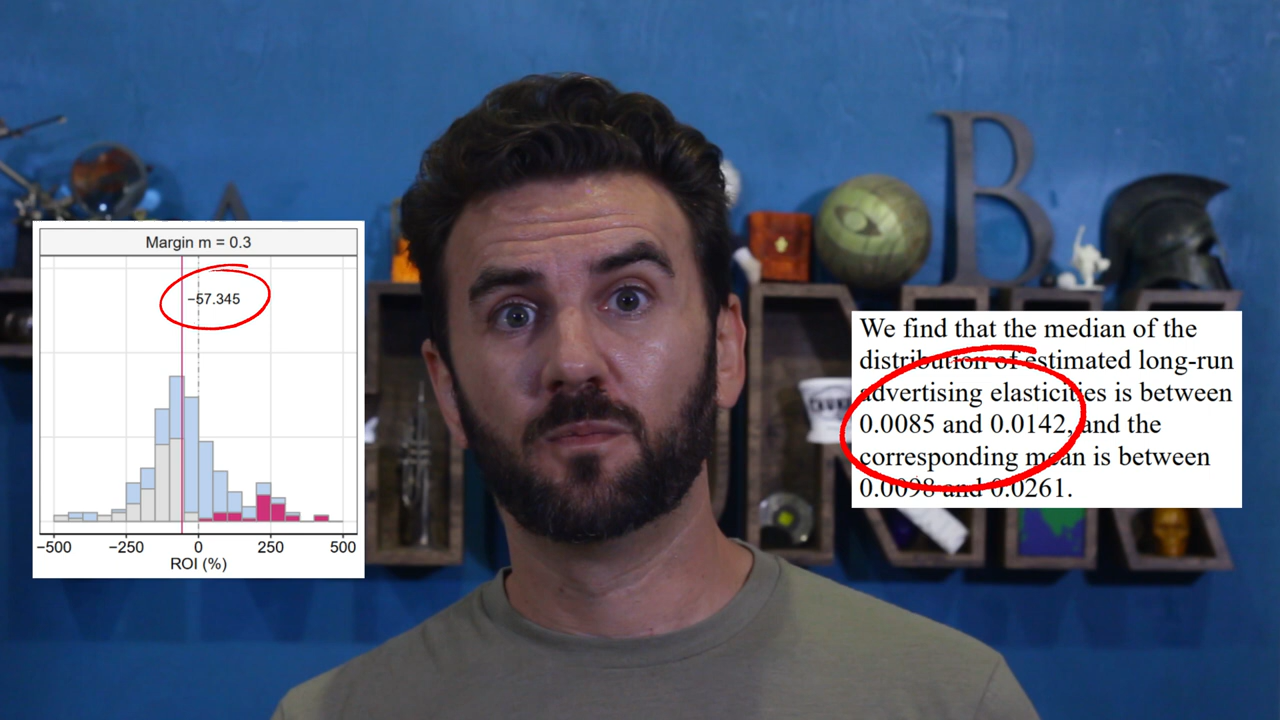 Margin m = 0.3
−57.345
−500
−250
0
250
500
ROI (%)
A
B
We find that the median of the
distribution of estimated long-run
advertising elasticities is between
0.0085 and 0.0142, and the
corresponding mean is between
0.0098 and 0.0261.